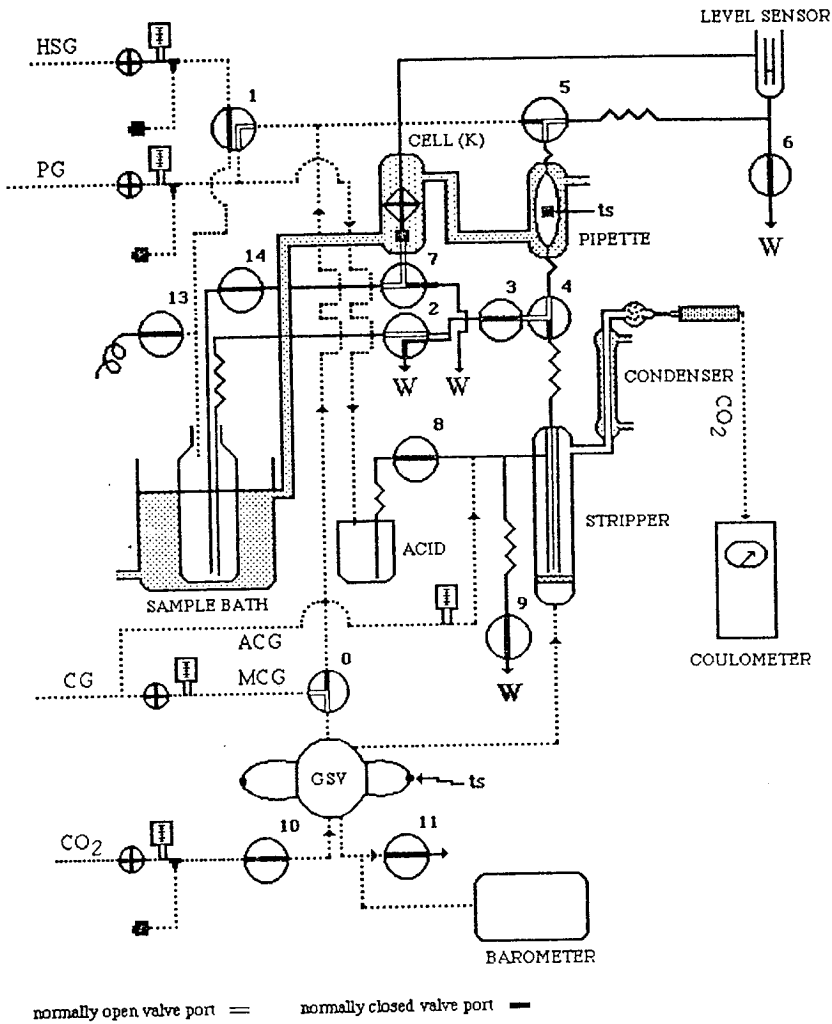 LEVEL SENSOR
HSG
1
5
CELL (K)
6
PG
ts
PIPETTE
W
14
7
13
2
3
4
W
W
CONDENSER
CO2
8
ACID
STRIPPER
SAMPLE BATH
9
ACG
COULOMETER
0
CG
MCG
W
GSV
ts
CO2
10
11
BAROMETER
normally open valve port
normally closed valve port